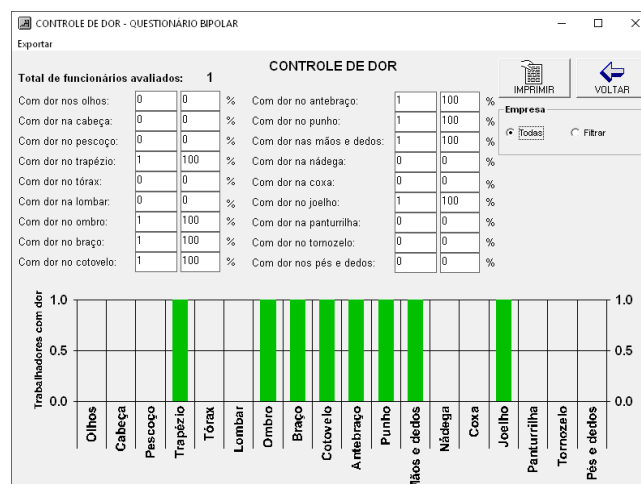 CONTROLE DE DOR - QUESTIONÁRIO BIPOLAR
Exportar
CONTROLE DE DOR
Total de funcionários avaliados: 1
Com dor nos olhos: 0 0 %
Com dor na cabeça: 0 0 %
Com dor no pescoço: 0 0 %
Com dor no trapézio: 1 100 %
Com dor no tórax: 0 0 %
Com dor na lombar: 0 0 %
Com dor no ombro: 1 100 %
Com dor no braço: 1 100 %
Com dor no cotovelo: 1 100 %
Com dor no antebraço: 1 100 %
Com dor no punho: 1 100 %
Com dor nas mãos e dedos: 1 100 %
Com dor na nádega: 0 0 %
Com dor na coxa: 0 0 %
Com dor no joelho: 1 100 %
Com dor na panturrilha: 0 0 %
Com dor no tornozelo: 0 0 %
Com dor nos pés e dedos: 0 0 %
IMPRIMIR
VOLTAR
Empresa
Todas Filtrar
Trabalhadores com dor
1.0
0.5
0.0
1.0
0.5
0.0
Olhos
Cabeça
Pescoço
Trapézio
Tórax
Lombar
Ombro
Braço
Cotovelo
Antebraço
Punho
Mãos e dedos
Nádega
Coxa
Joelho
Panturrilha
Tornozelo
Pés e dedos